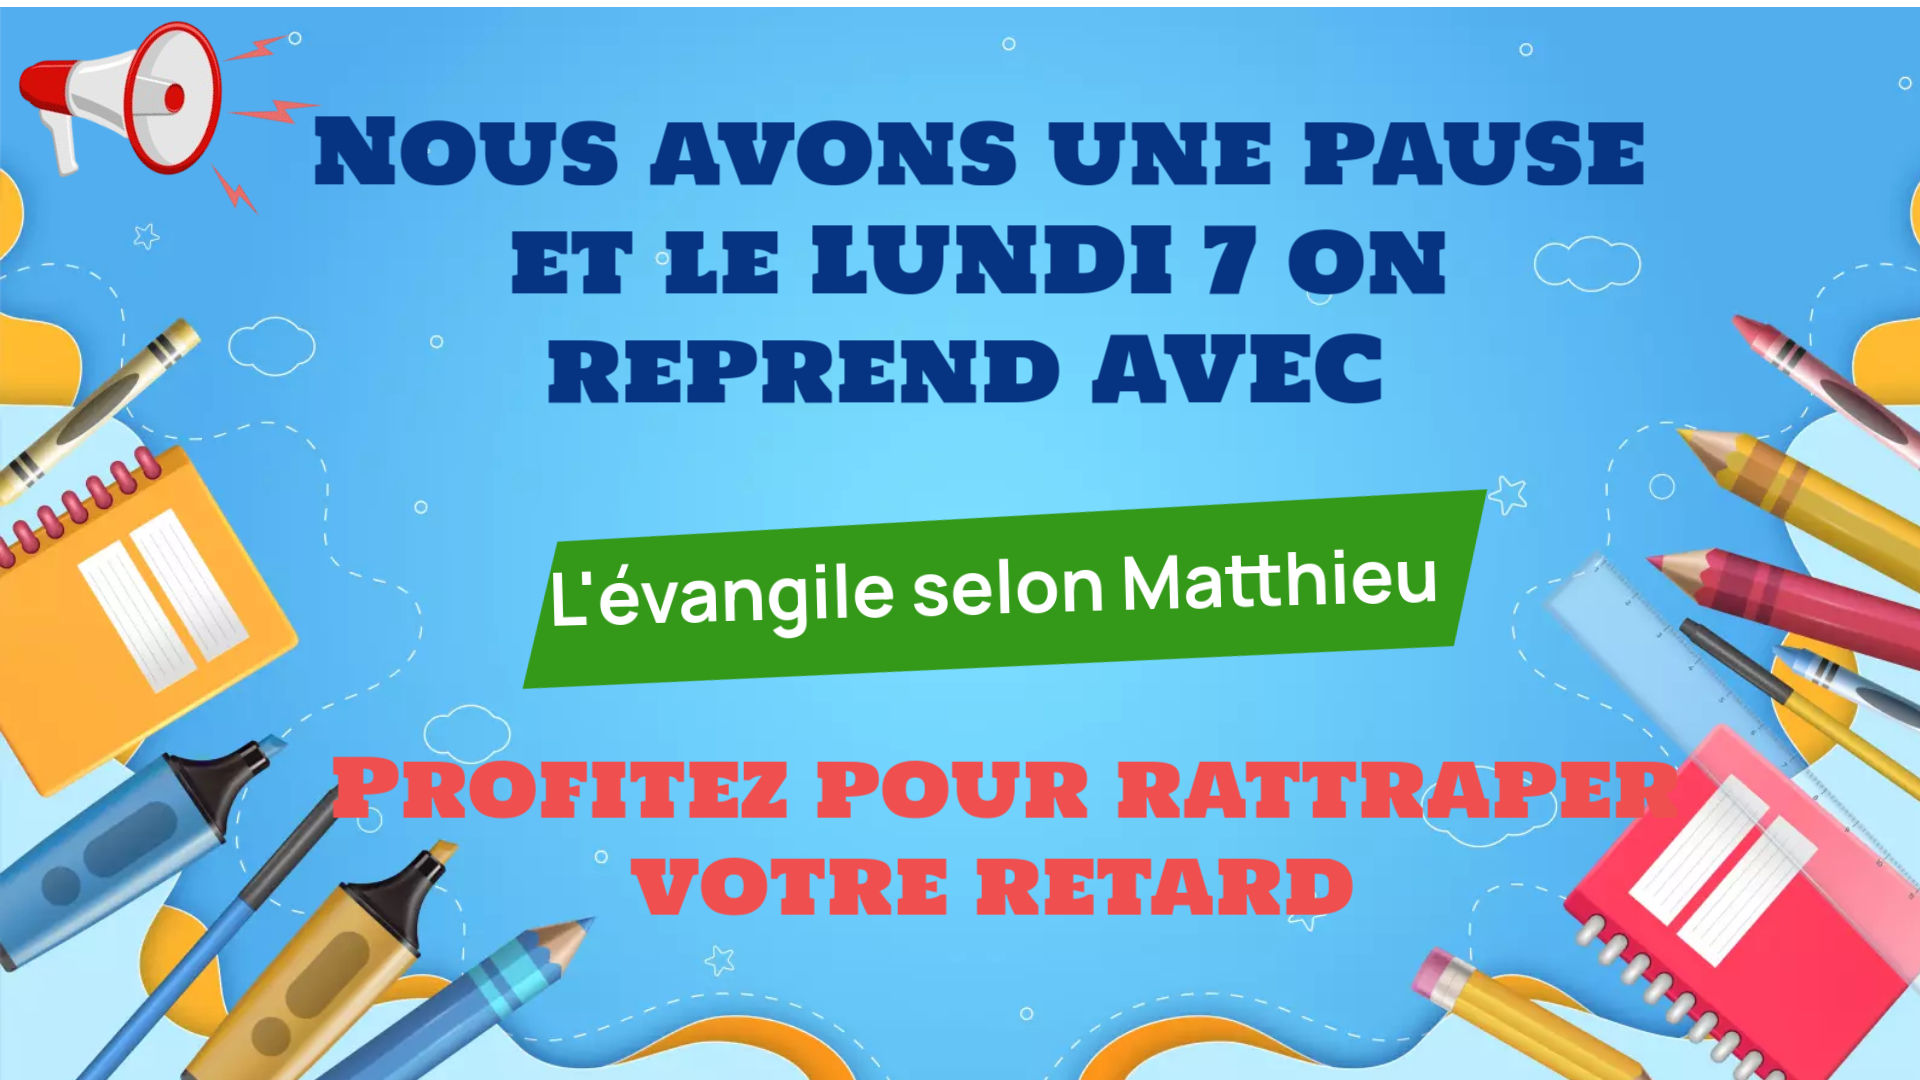 Nous avons une pause
et le LUNDI 7 on
reprend AVEC
L'évangile selon Matthieu
Profitez pour rattraper
votre retard